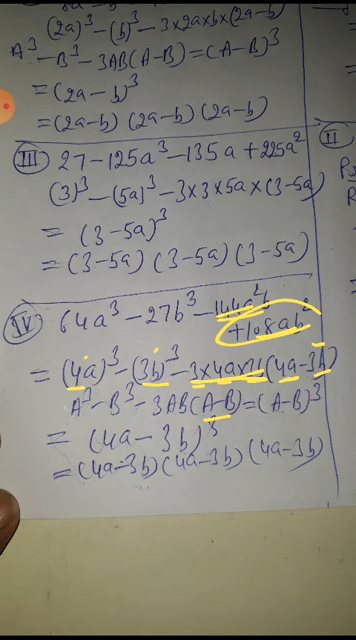 (2a)³ - (b)³ - 3×2a×b×(2a-b)
A³ - B³ - 3AB(A-B) = (A-B)³
= (2a - b)³
= (2a-b) (2a-b) (2a-b)
III 27 - 125a³ - 135a + 225a²
(3)³ - (5a)³ - 3×3×5a×(3-5a)
= (3-5a)³
= (3-5a) (3-5a) (3-5a)
IV 64a³ - 27b³ - 144a²b
+108ab²
= (4a)³ - (3b)³ - 3×4a× (4a-3b)
A³ - B³ - 3AB(A-B) = (A-B)³
= (4a - 3b)³
= (4a-3b)(4a-3b)(4a-3b)
II